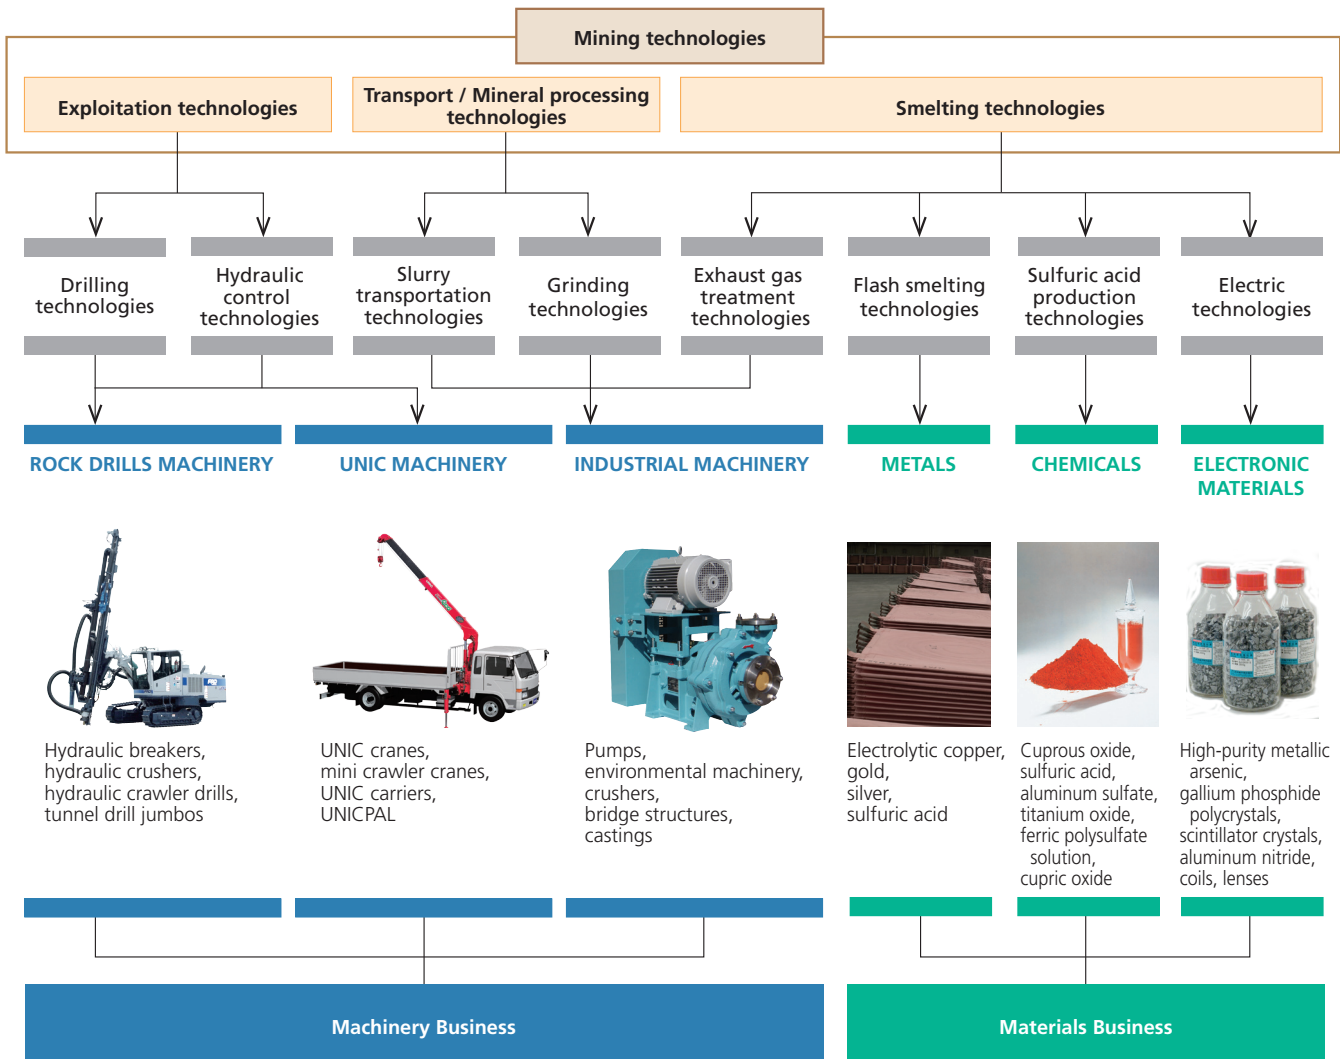 Mining technologies
Exploitation technologies
Transport / Mineral processing
technologies
Smelting technologies
Drilling
technologies
Hydraulic
control
technologies
Slurry
transportation
technologies
Grinding
technologies
Exhaust gas
treatment
technologies
Flash smelting
technologies
Sulfuric acid
production
technologies
Electric
technologies
ROCK DRILLS MACHINERY
UNIC MACHINERY
INDUSTRIAL MACHINERY
METALS
CHEMICALS
ELECTRONIC
MATERIALS
Hydraulic breakers,
hydraulic crushers,
hydraulic crawler drills,
tunnel drill jumbos
UNIC cranes,
mini crawler cranes,
UNIC carriers,
UNICPAL
Pumps,
environmental machinery,
crushers,
bridge structures,
castings
Electrolytic copper,
gold,
silver,
sulfuric acid
Cuprous oxide,
sulfuric acid,
aluminum sulfate,
titanium oxide,
ferric polysulfate
solution,
cupric oxide
High-purity metallic
arsenic,
gallium phosphide
polycrystals,
scintillator crystals,
aluminum nitride,
coils, lenses
Machinery Business
Materials Business